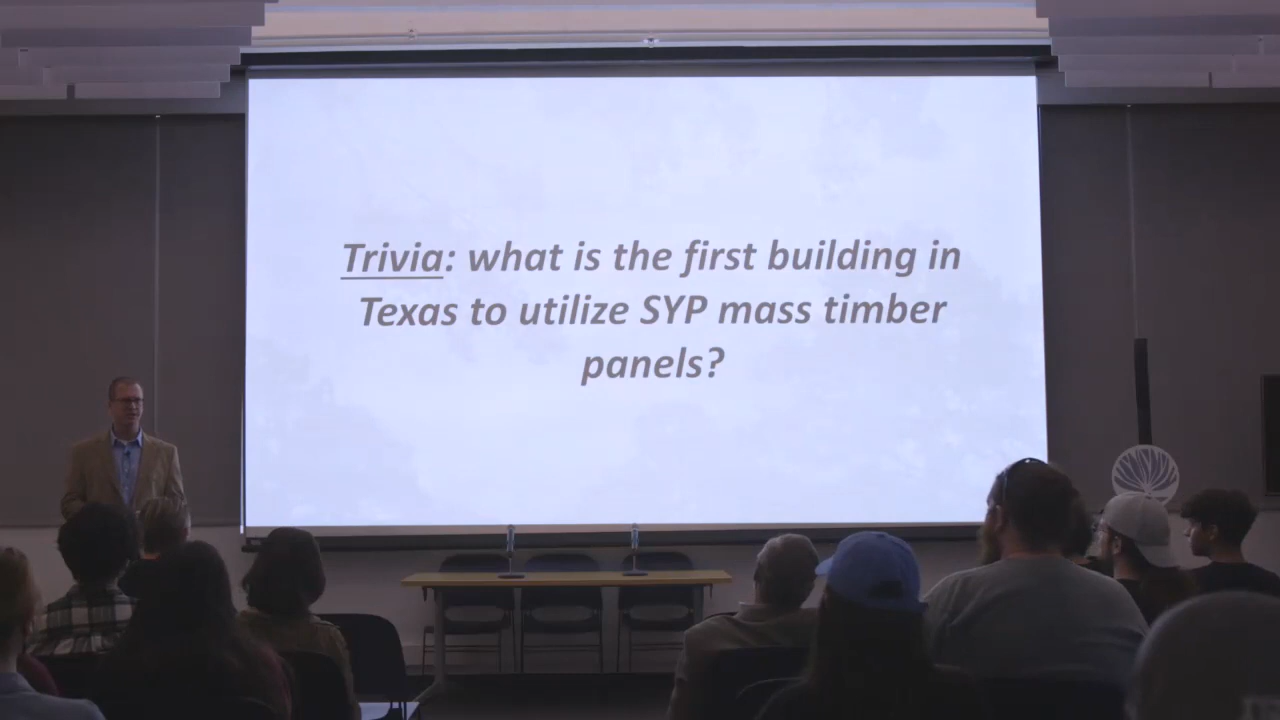 Trivia: what is the first building in
Texas to utilize SYP mass timber
panels?